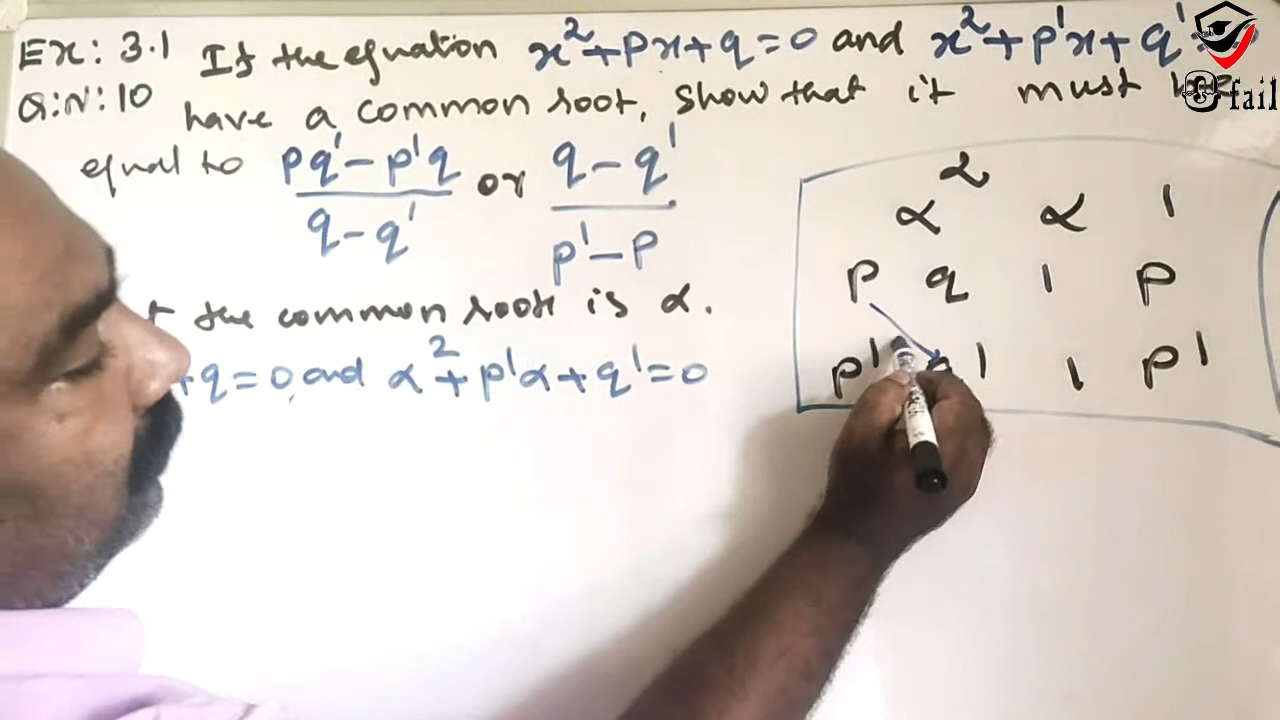 Ex: 3.1 If the equation x²+px+q=0 and x²+p'x+q'=
Q:N:10 have a common root, show that it must be
equal to pq'-p'q / q-q' or q-q' / p'-p
t the common root is α.
+q=0 and α²+p'α+q'=0
α² α 1
p q 1 p
p' q' 1 p'
fail